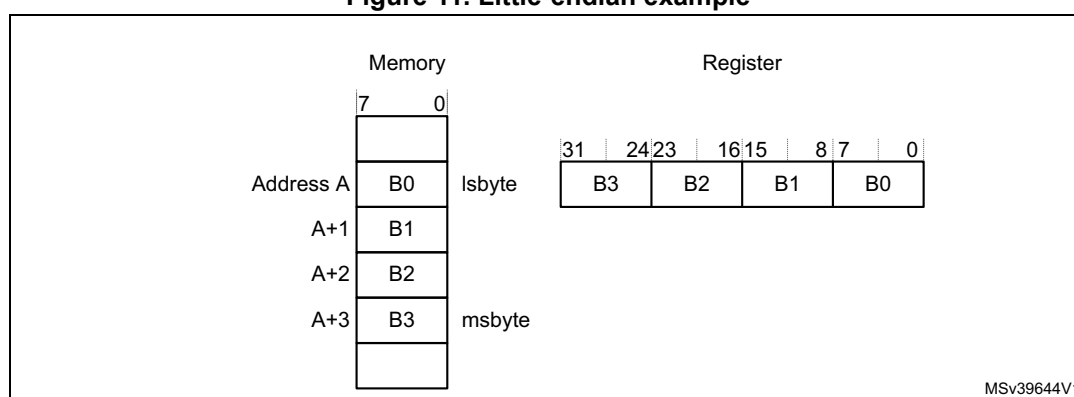 Figure 11. Little-endian example
Memory
Register
7 0
31 24 23 16 15 8 7 0
Address A B0 lsbyte
B3 B2 B1 B0
A+1 B1
A+2 B2
A+3 B3 msbyte
MSv39644V1